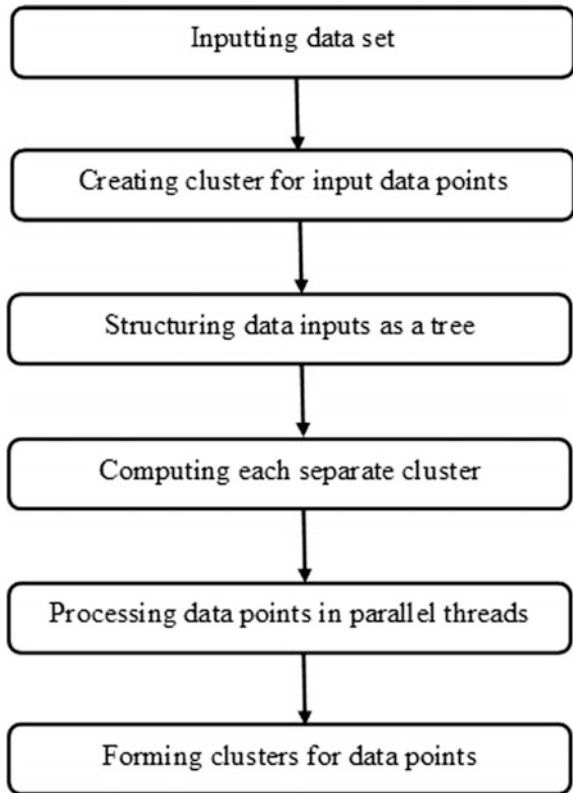 Inputting data set
Creating cluster for input data points
Structuring data inputs as a tree
Computing each separate cluster
Processing data points in parallel threads
Forming clusters for data points